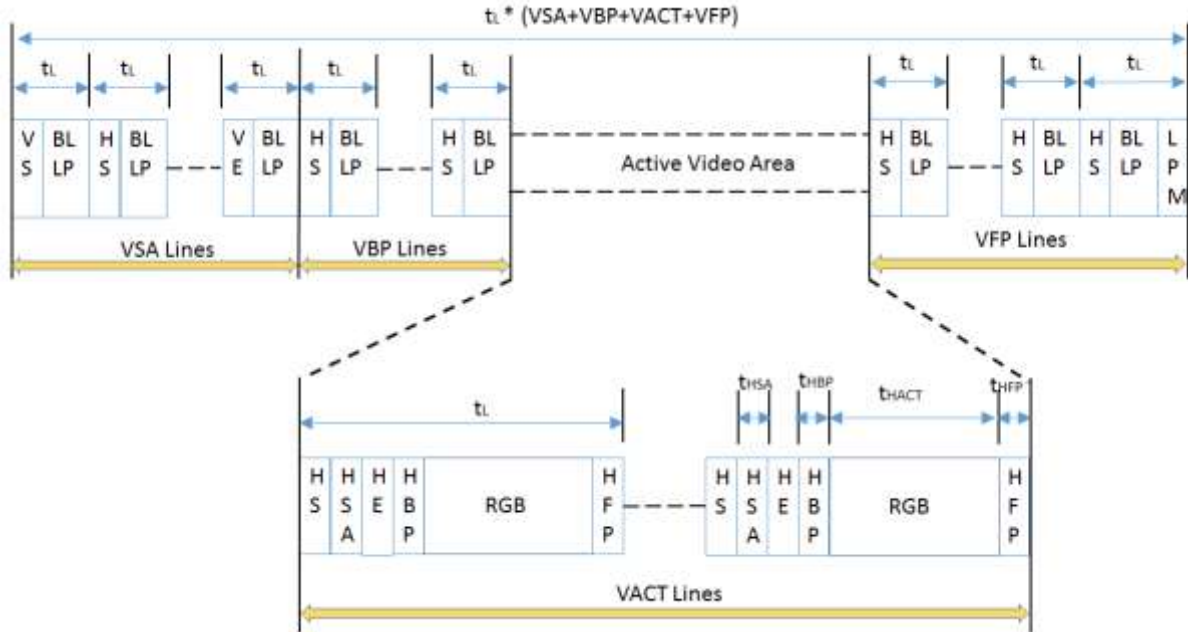 tL * (VSA+VBP+VACT+VFP)
tL tL tL tL tL tL tL tL
V BL H BL V BL H BL H BL H BL H BL H BL L
S LP S LP E LP S LP S LP S LP S LP S LP P
M
Active Video Area
VSA Lines VBP Lines VFP Lines
tL tHSA tHBP tHACT tHFP
H H H H H H H H H H
S S E B RGB F S S E B RGB F
A P P A P P
VACT Lines